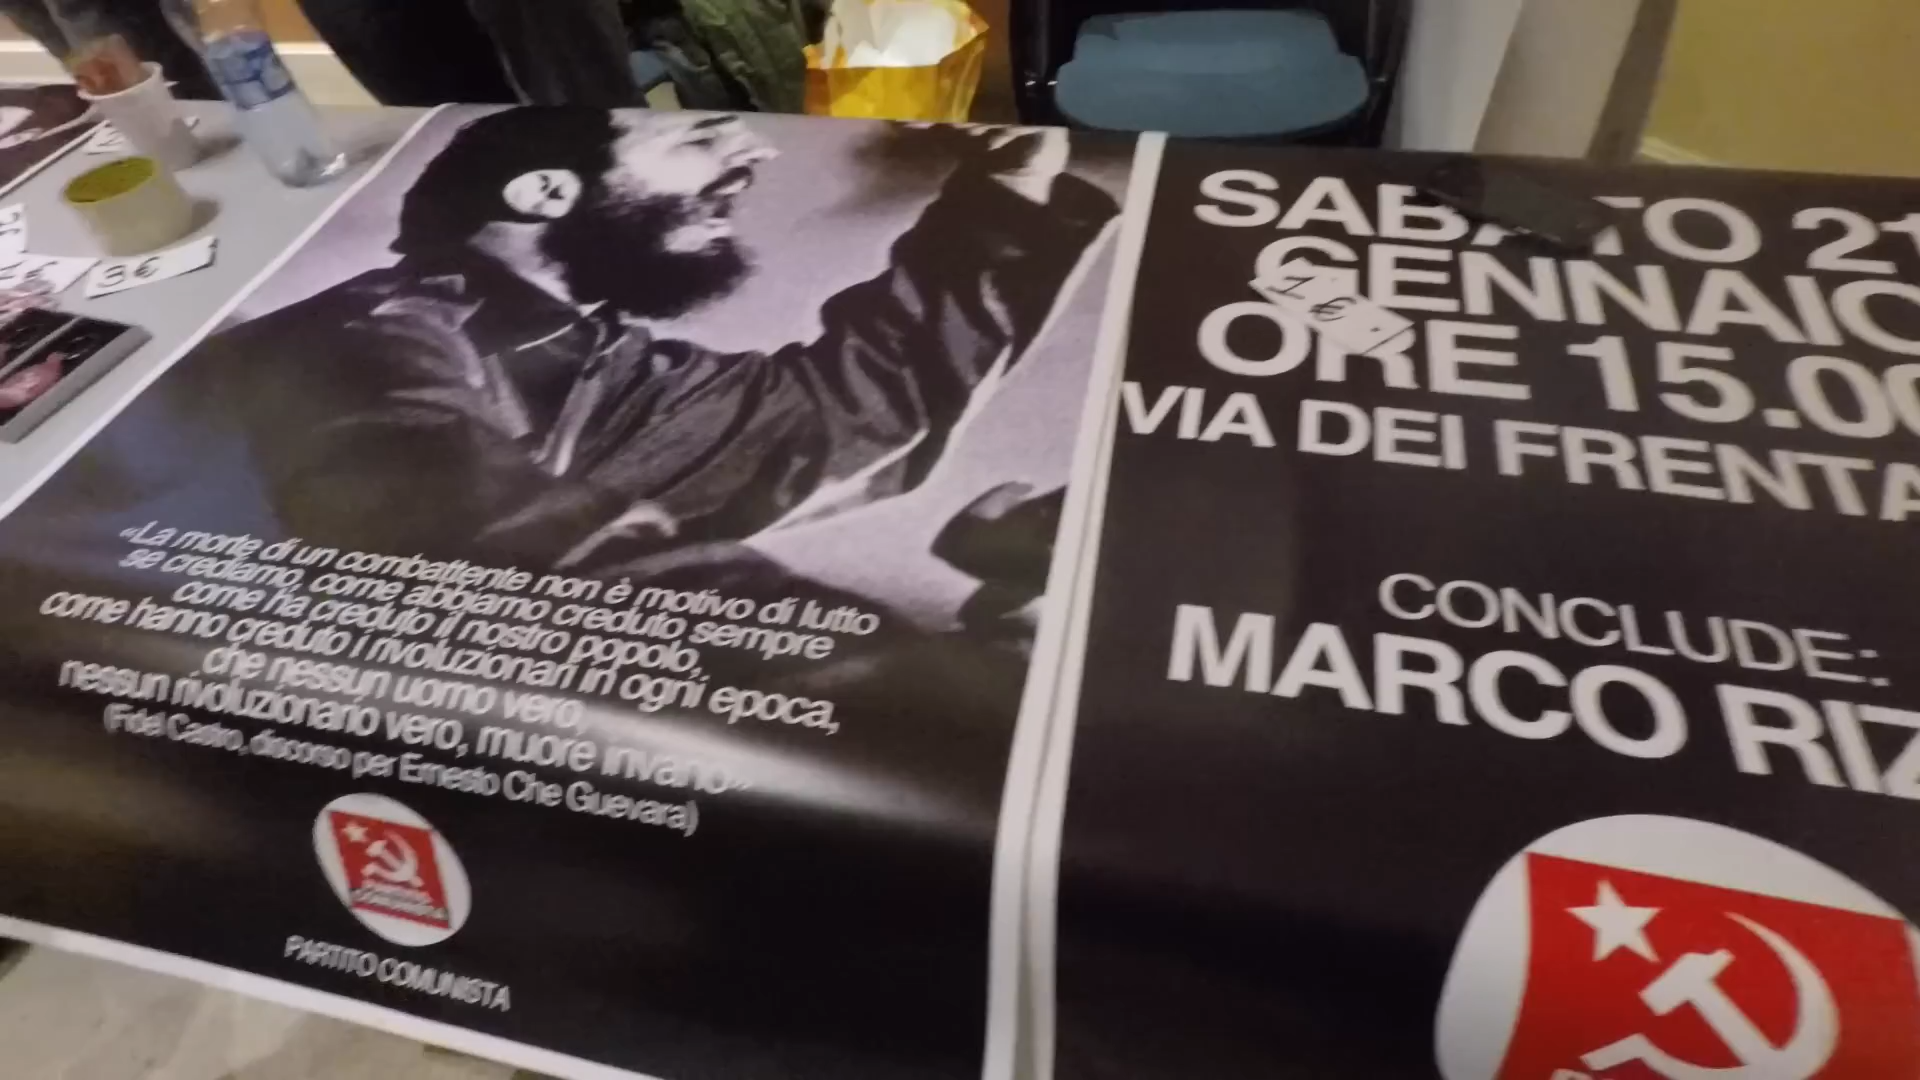 3€
«La morte di un combattente non è motivo di lutto
se crediamo, come abbiamo creduto sempre
come ha creduto il nostro popolo,
come hanno creduto i rivoluzionari in ogni epoca,
che nessun uomo vero,
nessun rivoluzionario vero, muore invano»
(Fidel Castro, discorso per Ernesto Che Guevara)
COMUNISTA
PARTITO COMUNISTA
21
GENNAIO
1€
ORE 15.00
VIA DEI FRENTA
CONCLUDE:
MARCO RIZ